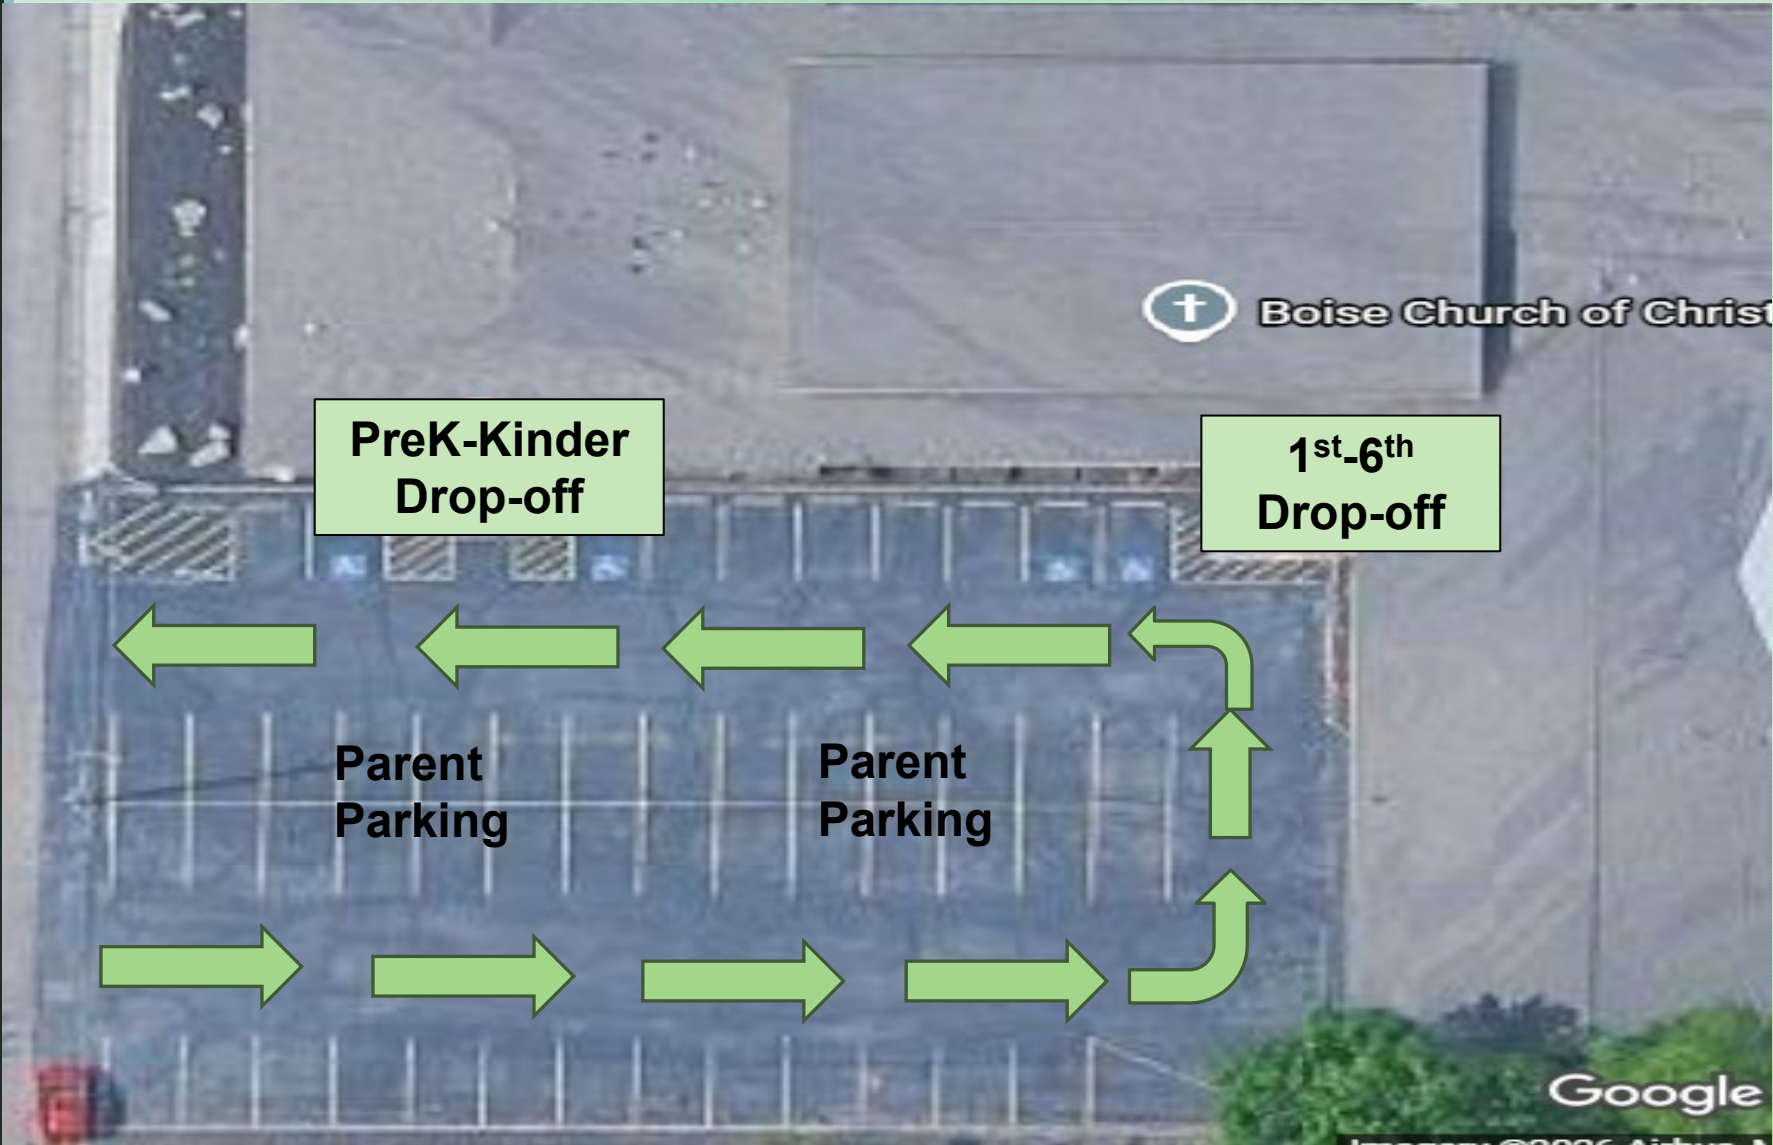 Boise Church of Christ
PreK-Kinder
Drop-off
1st-6th
Drop-off
Parent
Parking
Parent
Parking
Google